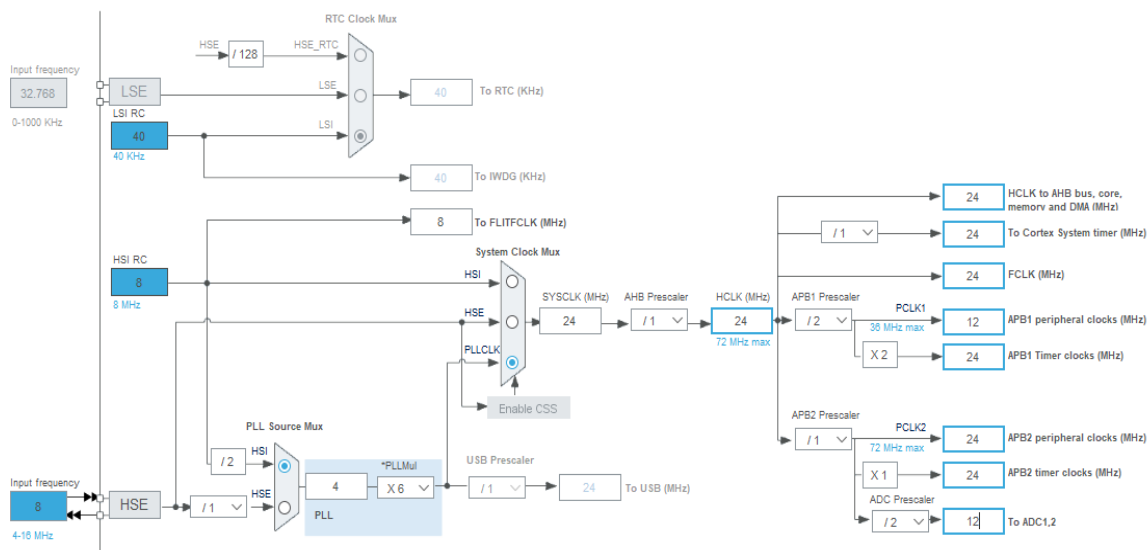 RTC Clock Mux
HSE
/ 128
HSE_RTC
Input frequency
32.768
0-1000 KHz
LSE
LSE
40
To RTC (KHz)
LSI RC
40
40 KHz
LSI
40
To IWDG (KHz)
8
To FLITFCLK (MHz)
HSI RC
8
8 MHz
System Clock Mux
HSI
HSE
PLLCLK
SYSCLK (MHz)
24
AHB Prescaler
/ 1
HCLK (MHz)
24
72 MHz max
Enable CSS
24
HCLK to AHB bus, core,
memory and DMA (MHz)
/ 1
24
To Cortex System timer (MHz)
24
FCLK (MHz)
APB1 Prescaler
/ 2
PCLK1
36 MHz max
12
APB1 peripheral clocks (MHz)
X 2
24
APB1 Timer clocks (MHz)
APB2 Prescaler
/ 1
PCLK2
72 MHz max
24
APB2 peripheral clocks (MHz)
X 1
24
APB2 timer clocks (MHz)
ADC Prescaler
/ 2
12
To ADC1,2
PLL Source Mux
/ 2
HSI
Input frequency
8
4-16 MHz
HSE
/ 1
HSE
4
*PLLMul
X 6
PLL
USB Prescaler
/ 1
24
To USB (MHz)